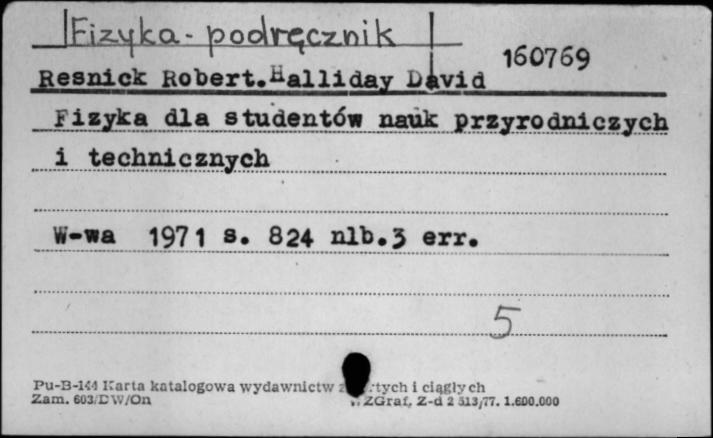 Fizyka - podręcznik
160769
Resnick Robert. Halliday David
Fizyka dla studentów nauk przyrodniczych
i technicznych
W-wa 1971 s. 824 nlb.3 err.
5
Pu-B-144 Karta katalogowa wydawnictw i ciągłych
Zam. 603/DW/On ZGraf. Z-d 2 513/77. 1.600.000